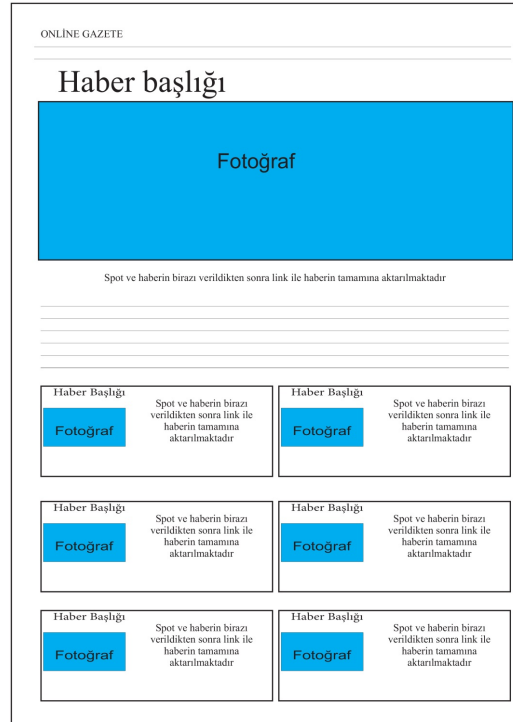 ONLİNE GAZETE
Haber başlığı
Fotoğraf
Spot ve haberin birazı verildikten sonra link ile haberin tamamına aktarılmaktadır
Haber Başlığı
Fotoğraf
Spot ve haberin birazı
verildikten sonra link ile
haberin tamamına
aktarılmaktadır
Haber Başlığı
Fotoğraf
Spot ve haberin birazı
verildikten sonra link ile
haberin tamamına
aktarılmaktadır
Haber Başlığı
Fotoğraf
Spot ve haberin birazı
verildikten sonra link ile
haberin tamamına
aktarılmaktadır
Haber Başlığı
Fotoğraf
Spot ve haberin birazı
verildikten sonra link ile
haberin tamamına
aktarılmaktadır
Haber Başlığı
Fotoğraf
Spot ve haberin birazı
verildikten sonra link ile
haberin tamamına
aktarılmaktadır
Haber Başlığı
Fotoğraf
Spot ve haberin birazı
verildikten sonra link ile
haberin tamamına
aktarılmaktadır